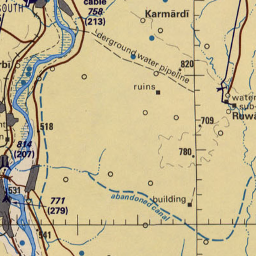 SOUTH
cable
758
(213)
Karmārdī
underground water pipeline
820
ruins
water
sub
Ruwā
709
518
814
(207)
780
531
771
(279)
abandoned canal
building
541